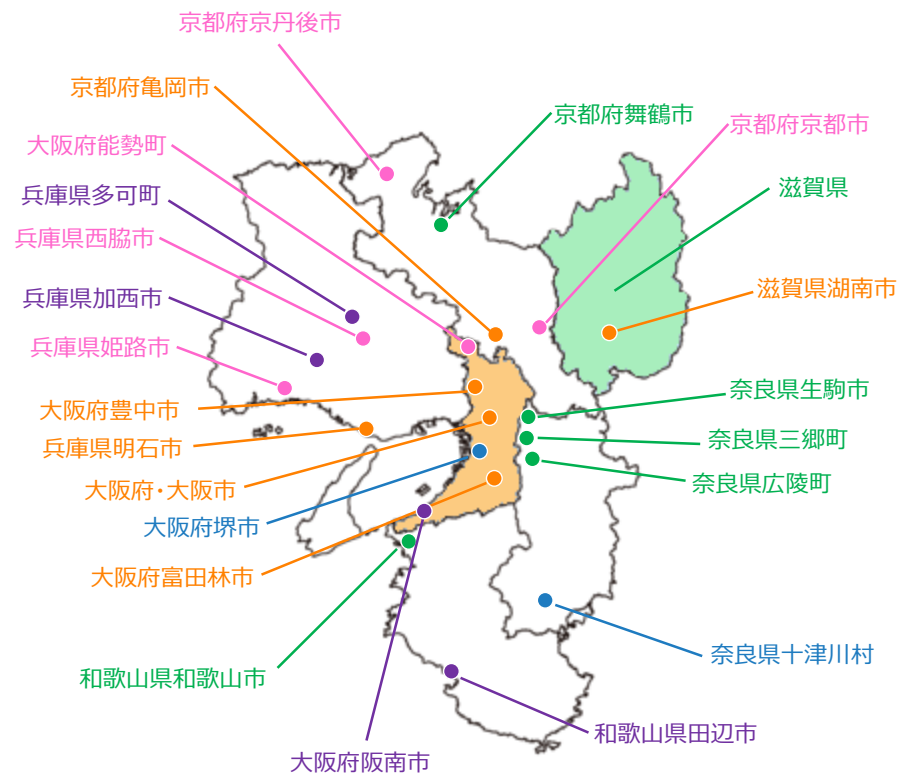 京都府京丹後市
京都府亀岡市
京都府舞鶴市
京都府京都市
大阪府能勢町
兵庫県多可町
滋賀県
兵庫県西脇市
滋賀県湖南市
兵庫県加西市
兵庫県姫路市
奈良県生駒市
大阪府豊中市
奈良県三郷町
兵庫県明石市
奈良県広陵町
大阪府・大阪市
大阪府堺市
大阪府富田林市
奈良県十津川村
和歌山県和歌山市
和歌山県田辺市
大阪府阪南市